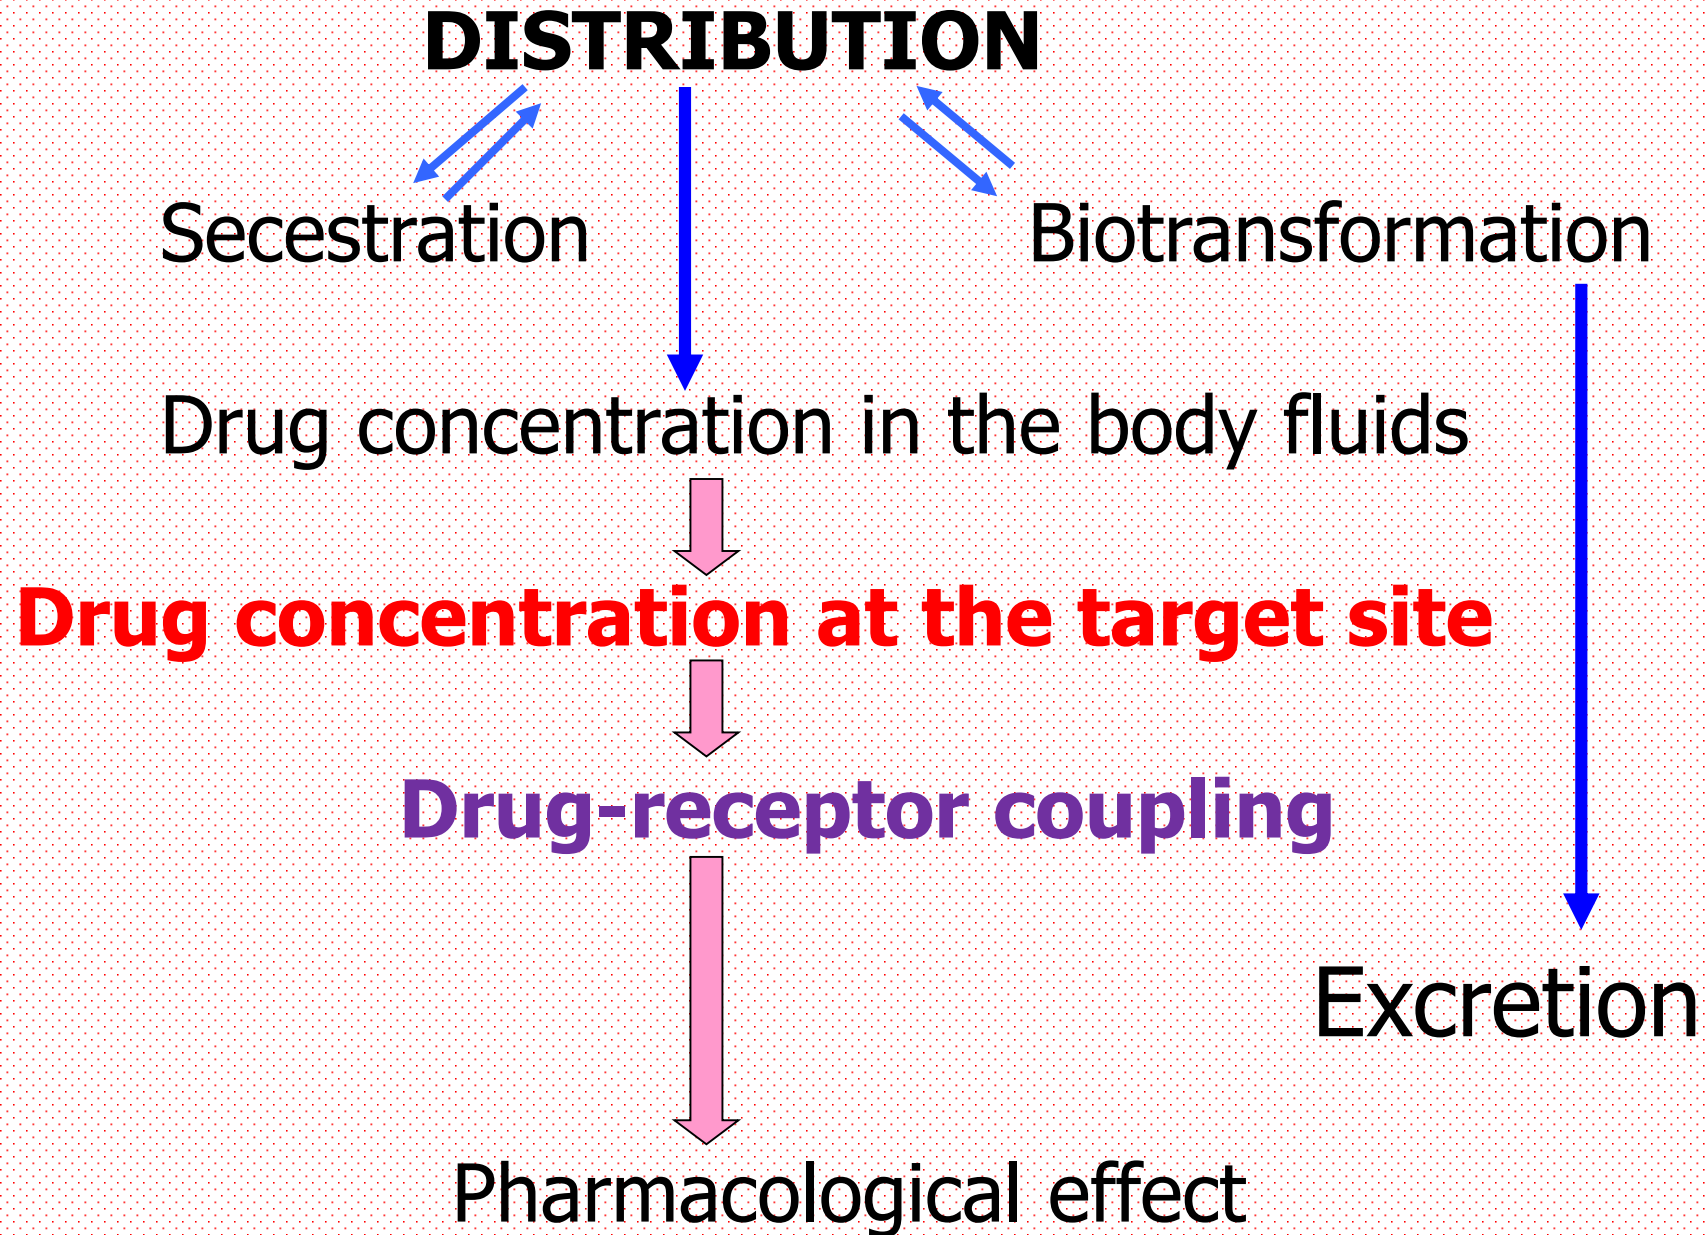 DISTRIBUTION
Secestration
Biotransformation
Drug concentration in the body fluids
Drug concentration at the target site
Drug-receptor coupling
Excretion
Pharmacological effect